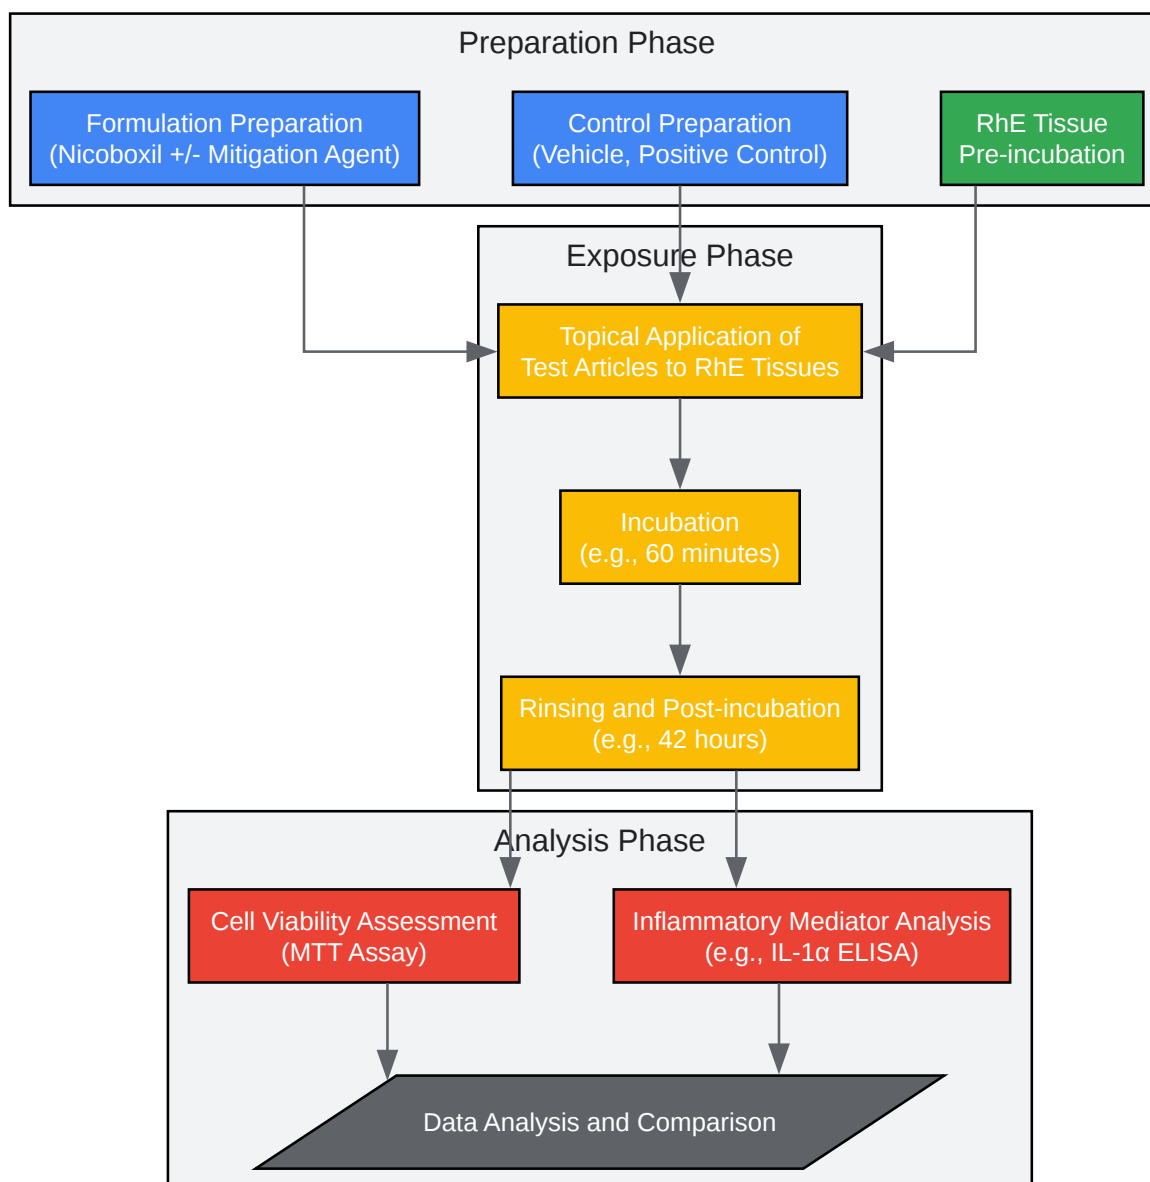 Preparation Phase
Formulation Preparation
(Nicoboxil +/- Mitigation Agent)
Control Preparation
(Vehicle, Positive Control)
RhE Tissue
Pre-incubation
Exposure Phase
Topical Application of
Test Articles to RhE Tissues
Incubation
(e.g., 60 minutes)
Rinsing and Post-incubation
(e.g., 42 hours)
Analysis Phase
Cell Viability Assessment
(MTT Assay)
Inflammatory Mediator Analysis
(e.g., IL-1α ELISA)
Data Analysis and Comparison